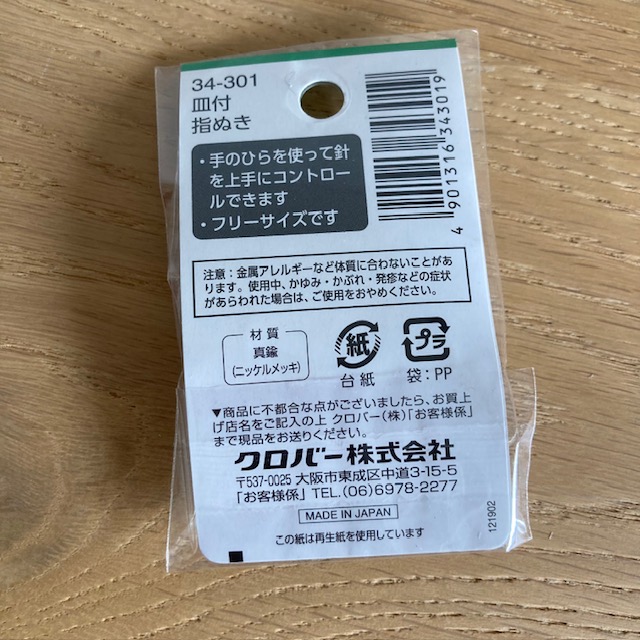 34-301
皿付
指ぬき
・手のひらを使って針
を上手にコントロー
ルできます
・フリーサイズです
4 901316 343019
注意：金属アレルギーなど体質に合わないことがあ
ります。使用中、かゆみ・かぶれ・発疹などの症状
があらわれた場合は、ご使用をおやめください。
材質
真鍮
(ニッケルメッキ)
紙
台紙
プラ
袋：PP
▼商品に不都合な点がございましたら、お買上
げ店名をご記入の上 クロバー(株)「お客様係」
まで現品をお送りください。
クロバー株式会社
〒537-0025 大阪市東成区中道3-15-5
「お客様係」TEL.(06)6978-2277
MADE IN JAPAN
121902
この紙は再生紙を使用しています